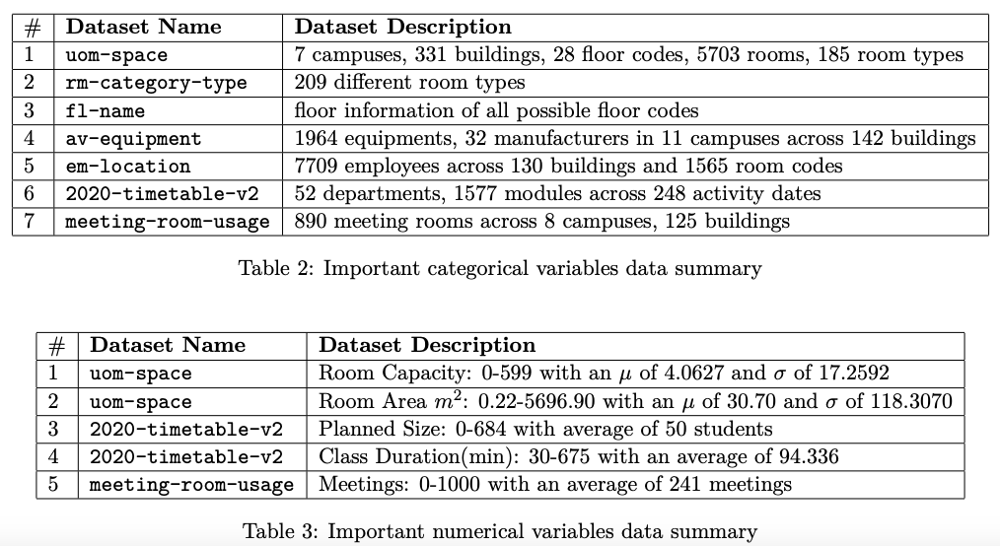 # Dataset Name Dataset Description
1 uom-space 7 campuses, 331 buildings, 28 floor codes, 5703 rooms, 185 room types
2 rm-category-type 209 different room types
3 fl-name floor information of all possible floor codes
4 av-equipment 1964 equipments, 32 manufacturers in 11 campuses across 142 buildings
5 em-location 7709 employees across 130 buildings and 1565 room codes
6 2020-timetable-v2 52 departments, 1577 modules across 248 activity dates
7 meeting-room-usage 890 meeting rooms across 8 campuses, 125 buildings
Table 2: Important categorical variables data summary
# Dataset Name Dataset Description
1 uom-space Room Capacity: 0-599 with an μ of 4.0627 and σ of 17.2592
2 uom-space Room Area m²: 0.22-5696.90 with an μ of 30.70 and σ of 118.3070
3 2020-timetable-v2 Planned Size: 0-684 with average of 50 students
4 2020-timetable-v2 Class Duration(min): 30-675 with an average of 94.336
5 meeting-room-usage Meetings: 0-1000 with an average of 241 meetings
Table 3: Important numerical variables data summary